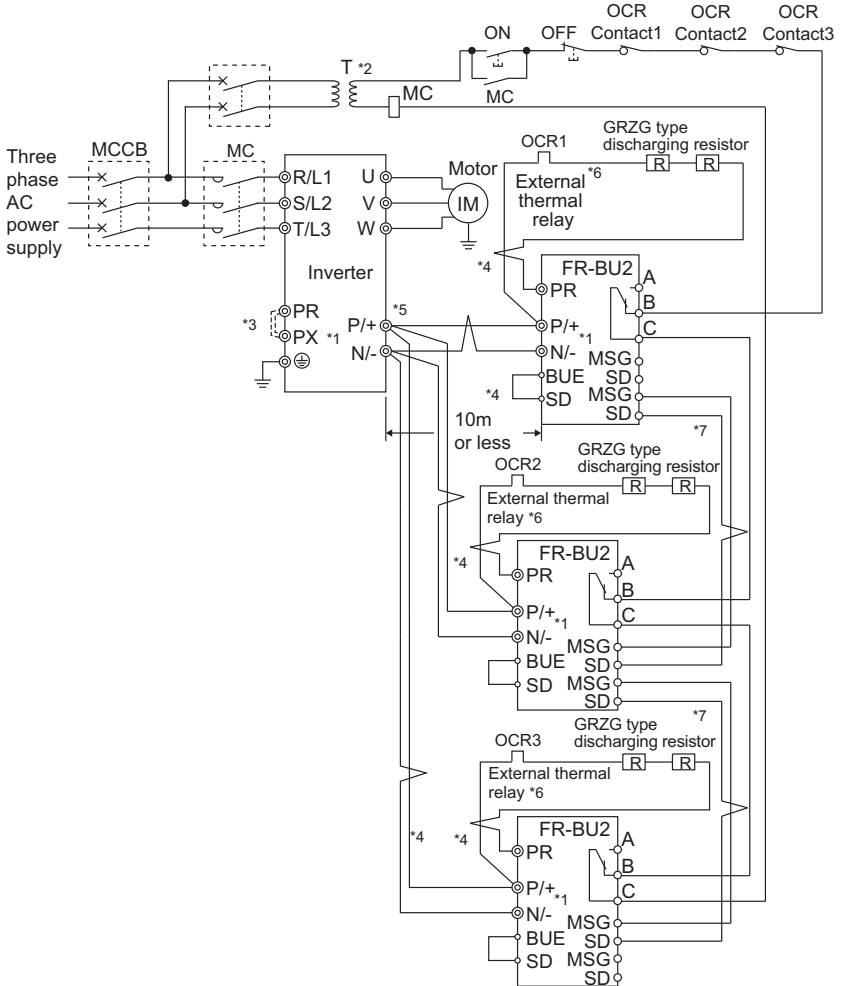 OCR
Contact1
OCR
Contact2
OCR
Contact3
ON
OFF
T *2
MC
MC
Three
phase
AC
power
supply
MCCB
MC
R/L1
S/L2
T/L3
U
V
W
Motor
IM
Inverter
*3
PR
PX
*1
P/+
N/-
*5
10m
or less
OCR1
External
thermal
relay
*6
GRZG type
discharging resistor
R
R
*4
FR-BU2
PR
P/+
*1
N/-
BUE
SD
*4
A
B
C
MSG
SD
MSG
SD
*7
GRZG type
discharging resistor
OCR2
R
R
External thermal
relay *6
*4
FR-BU2
PR
P/+
*1
N/-
BUE
SD
A
B
C
MSG
SD
MSG
SD
*7
GRZG type
discharging resistor
OCR3
R
R
External thermal
relay *6
*4
*4
FR-BU2
PR
P/+
*1
N/-
BUE
SD
A
B
C
MSG
SD
MSG
SD